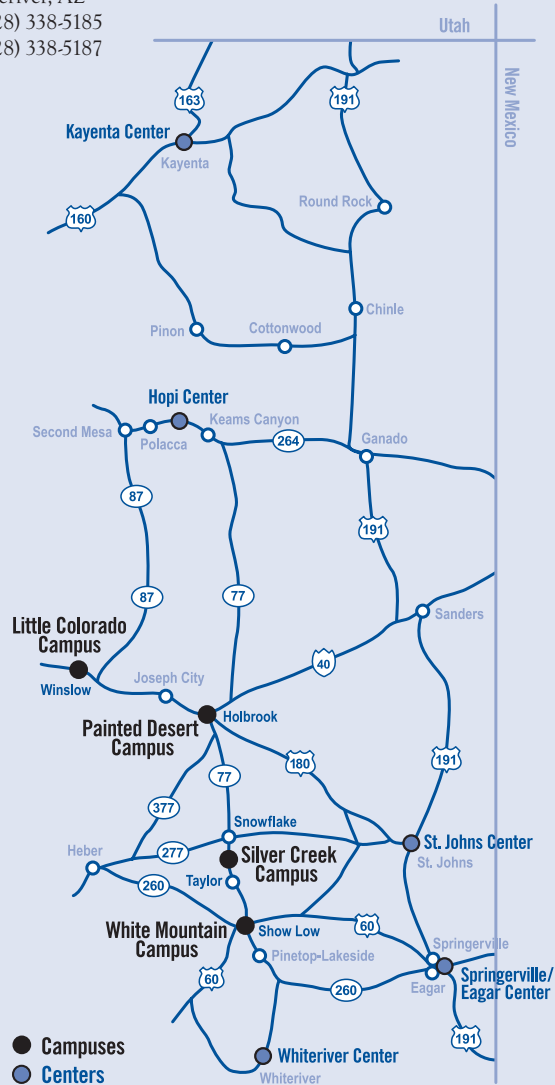 eriver, AZ
28) 338-5185
28) 338-5187
Utah
New Mexico
163
191
Kayenta Center
Kayenta
160
Round Rock
Chinle
Pinon
Cottonwood
Hopi Center
Second Mesa
Polacca
Keams Canyon
264
Ganado
87
191
87
77
Sanders
Little Colorado
Campus
Winslow
Joseph City
40
Painted Desert
Campus
Holbrook
180
191
77
377
Snowflake
Heber
277
Silver Creek
Campus
St. Johns Center
St. Johns
Taylor
260
White Mountain
Campus
Show Low
60
Springerville
Pinetop-Lakeside
60
260
Eagar
Springerville/
Eagar Center
191
Whiteriver Center
Whiteriver
Campuses
Centers